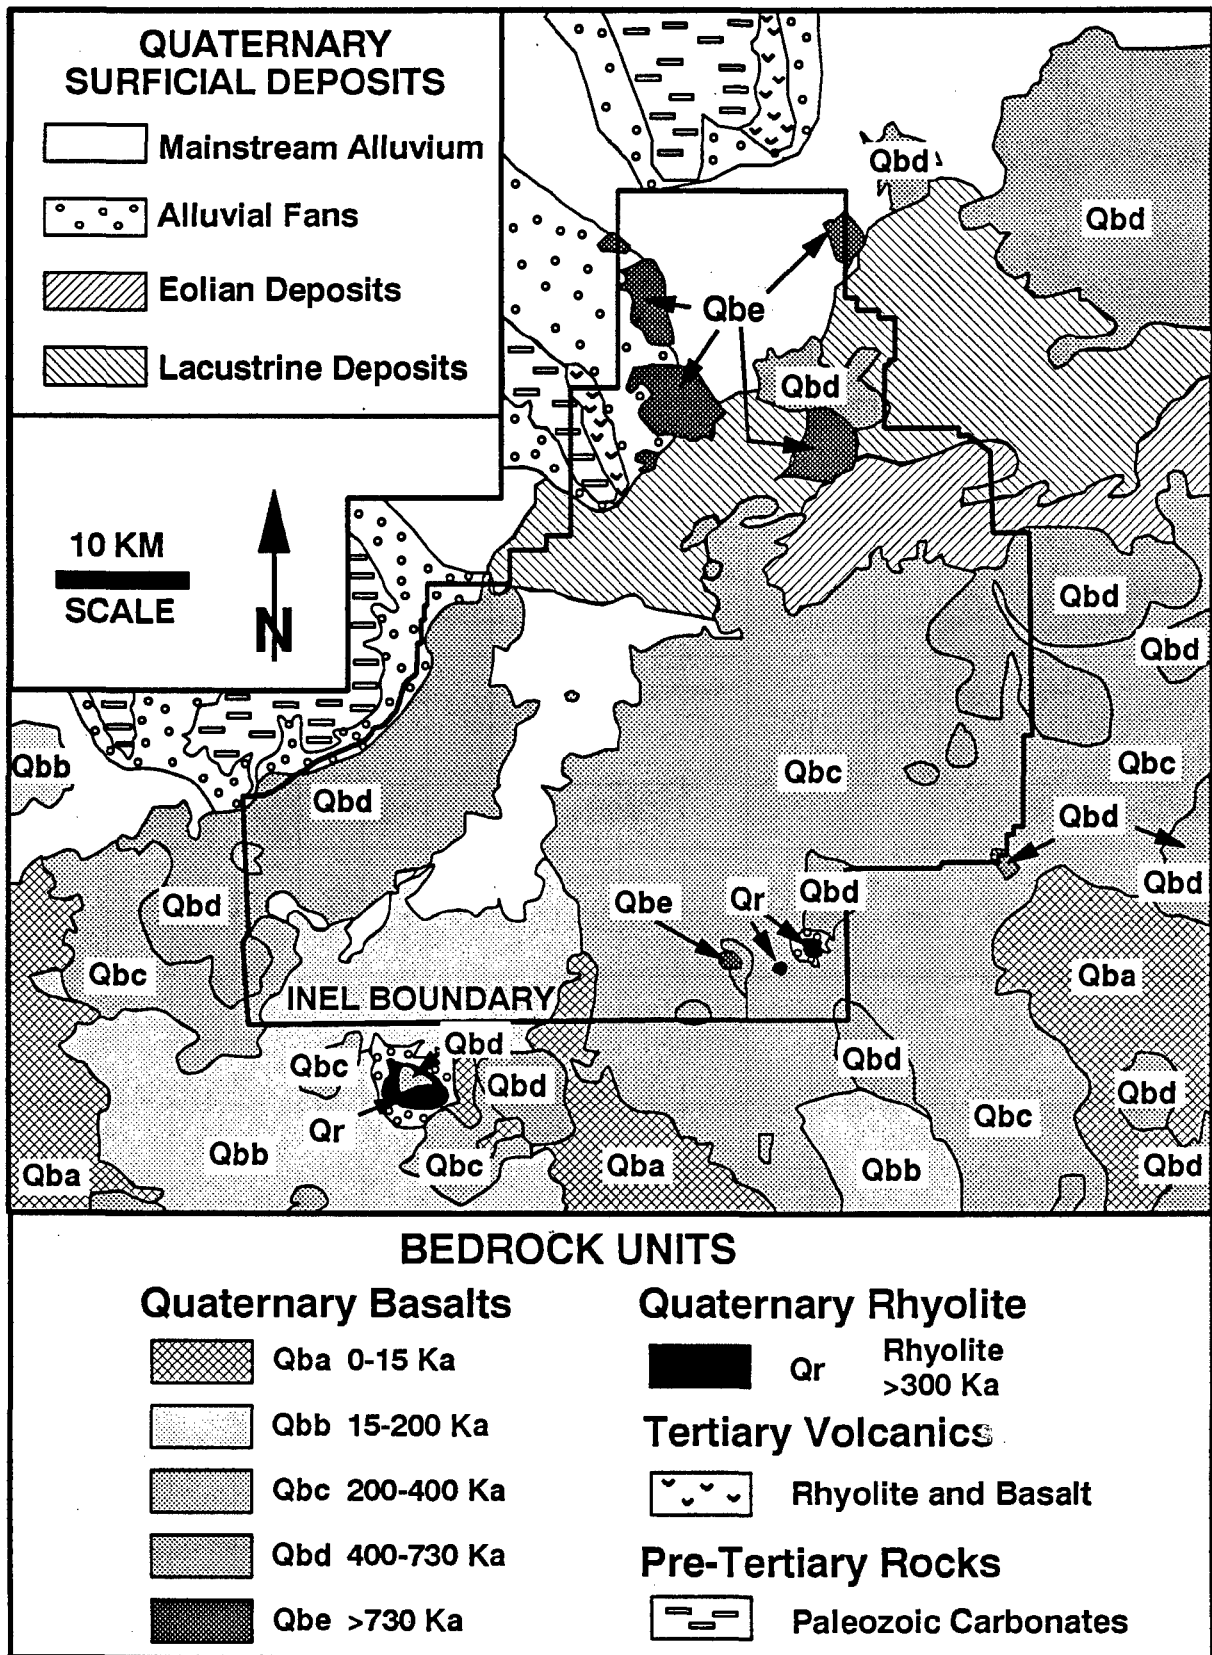 QUATERNARY
SURFICIAL DEPOSITS
Mainstream Alluvium
Alluvial Fans
Eolian Deposits
Lacustrine Deposits
10 KM
SCALE
N
Qbd
Qbd
Qbe
Qbd
Qbd
Qbd
Qbb
Qbd
Qbc
Qbc
Qbd
Qbd
Qbd
Qbe
Qr
Qbd
Qbc
Qba
INEL BOUNDARY
Qbd
Qbc
Qbd
Qbd
Qbd
Qr
Qbc
Qbb
Qbc
Qba
Qbb
Qba
Qbd
BEDROCK UNITS
Quaternary Basalts
Qba 0-15 Ka
Qbb 15-200 Ka
Qbc 200-400 Ka
Qbd 400-730 Ka
Qbe >730 Ka
Quaternary Rhyolite
Qr Rhyolite
>300 Ka
Tertiary Volcanics
Rhyolite and Basalt
Pre-Tertiary Rocks
Paleozoic Carbonates